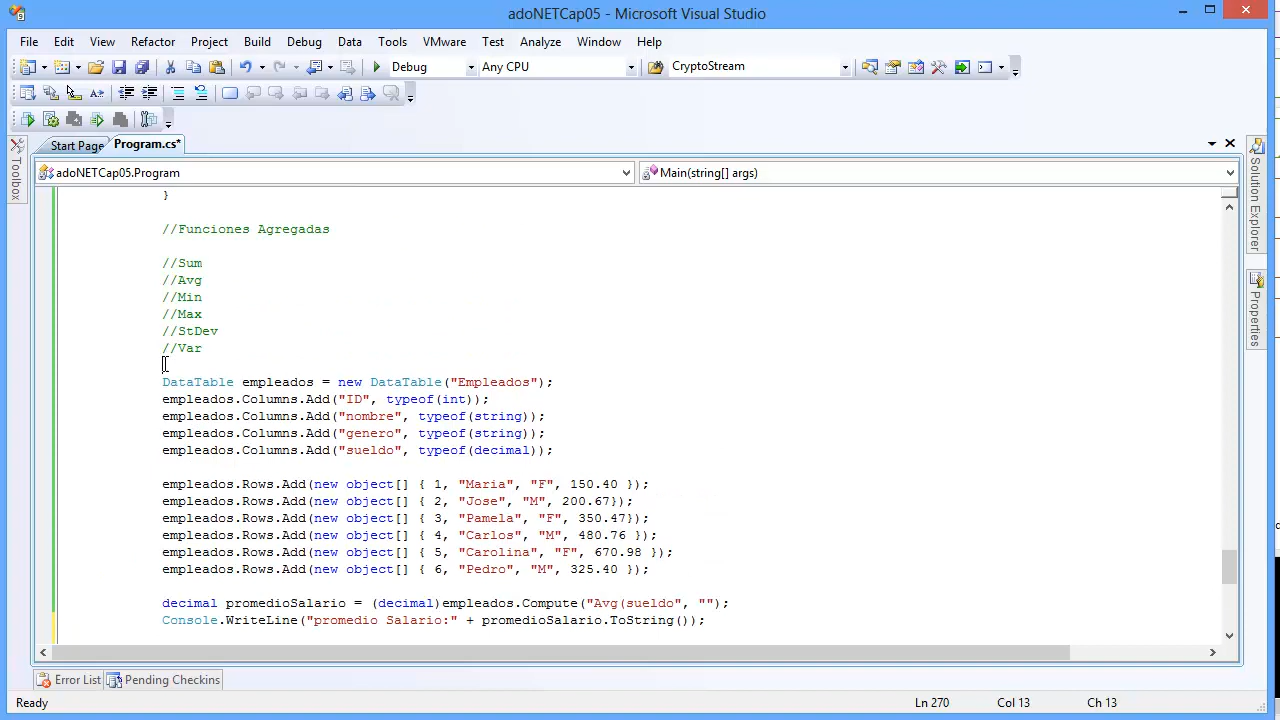 adoNETCap05 - Microsoft Visual Studio
File Edit View Refactor Project Build Debug Data Tools VMware Test Analyze Window Help
Debug Any CPU CryptoStream
Start Page Program.cs*
adoNETCap05.Program Main(string[] args)
Toolbox
Solution Explorer
Properties
}
//Funciones Agregadas
//Sum
//Avg
//Min
//Max
//StDev
//Var
DataTable empleados = new DataTable("Empleados");
empleados.Columns.Add("ID", typeof(int));
empleados.Columns.Add("nombre", typeof(string));
empleados.Columns.Add("genero", typeof(string));
empleados.Columns.Add("sueldo", typeof(decimal));
empleados.Rows.Add(new object[] { 1, "Maria", "F", 150.40 });
empleados.Rows.Add(new object[] { 2, "Jose", "M", 200.67});
empleados.Rows.Add(new object[] { 3, "Pamela", "F", 350.47});
empleados.Rows.Add(new object[] { 4, "Carlos", "M", 480.76 });
empleados.Rows.Add(new object[] { 5, "Carolina", "F", 670.98 });
empleados.Rows.Add(new object[] { 6, "Pedro", "M", 325.40 });
decimal promedioSalario = (decimal)empleados.Compute("Avg(sueldo", "");
Console.WriteLine("promedio Salario:" + promedioSalario.ToString());
Error List Pending Checkins
Ready Ln 270 Col 13 Ch 13